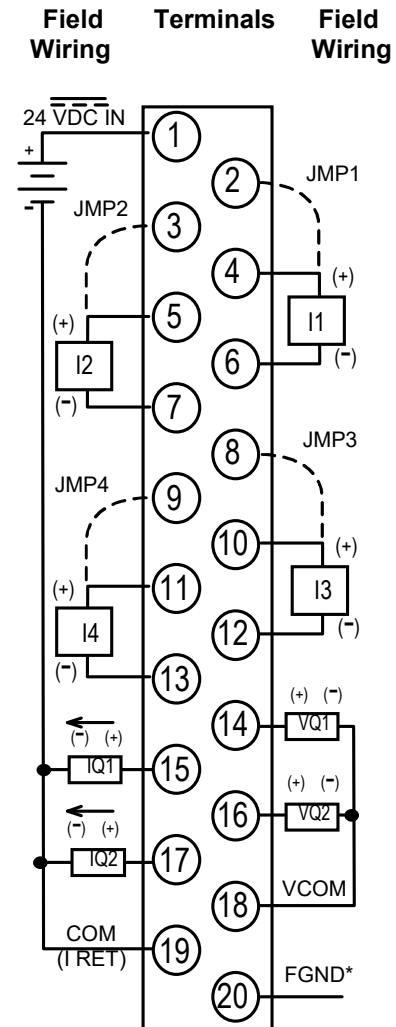 Field Wiring Terminals Field Wiring
24 VDC IN
+
1
-
2
JMP1
JMP2
3
4
(+)
I1
(+)
5
I2
6
(-)
(-)
7
8
JMP3
JMP4
9
10
(+)
(+)
11
I3
I4
12
(-)
(-)
13
14
(+) (-)
VQ1
(-) (+)
IQ1
15
(+) (-)
16
VQ2
(-) (+)
IQ2
17
18
VCOM
COM
(I RET)
19
20
FGND*